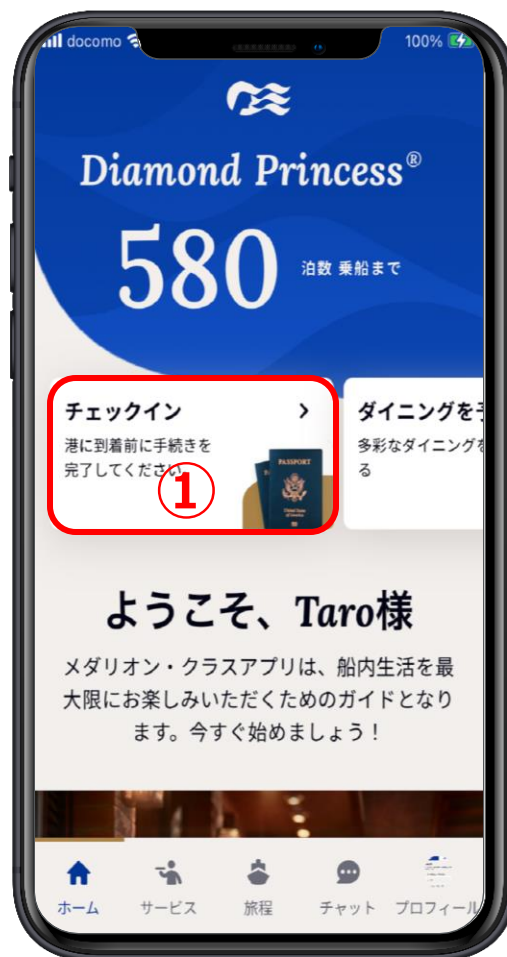 docomo
100%
Diamond Princess®
580
泊数 乗船まで
チェックイン
港に到着前に手続きを
完了してください
①
PASSPORT
ダイニングを
多彩なダイニングを
る
ようこそ、Taro様
メダリオン・クラスアプリは、船内生活を最
大限にお楽しみいただくためのガイドとなり
ます。今すぐ始めましょう！
ホーム
サービス
旅程
チャット
プロフィール